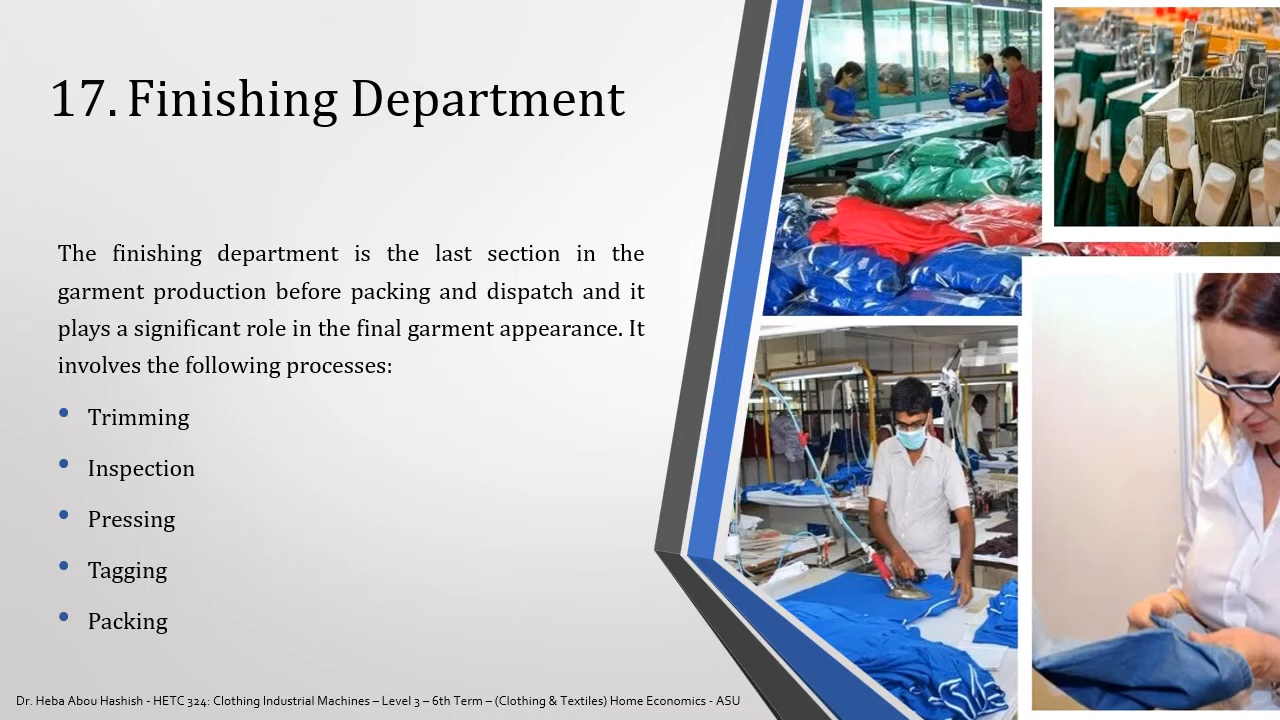 17. Finishing Department
The finishing department is the last section in the
garment production before packing and dispatch and it
plays a significant role in the final garment appearance. It
involves the following processes:
• Trimming
• Inspection
• Pressing
• Tagging
• Packing
Dr. Heba Abou Hashish - HETC 324: Clothing Industrial Machines – Level 3 – 6th Term – (Clothing & Textiles) Home Economics - ASU